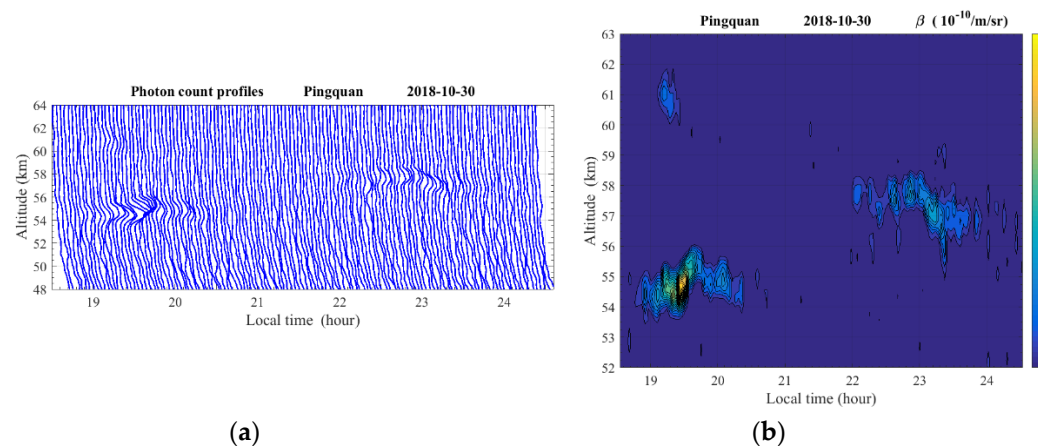 Photon count profiles Pingquan 2018-10-30
Altitude (km)
64
62
60
58
56
54
52
50
48
19 20 21 22 23 24
Local time (hour)
(a)
Pingquan 2018-10-30 β ( 10⁻¹⁰/m/sr)
Altitude (km)
63
62
61
60
59
58
57
56
55
54
53
52
19 20 21 22 23 24
Local time (hour)
(b)